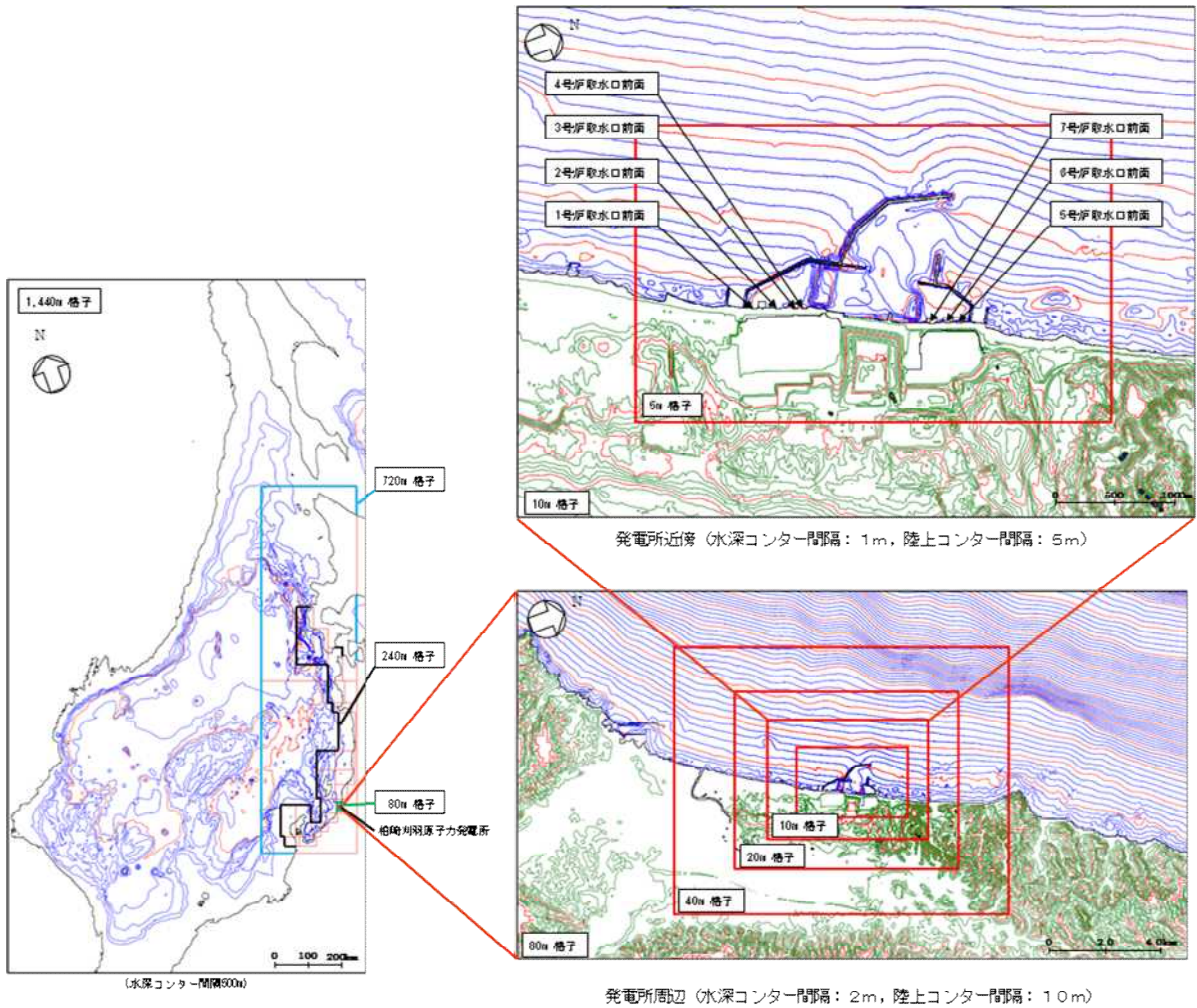 1,440m 格子
N
720m 格子
240m 格子
80m 格子
柏崎刈羽原子力発電所
0 100 200km
(水深コンター間隔500m)
N
4号炉取水口前面
3号炉取水口前面
2号炉取水口前面
1号炉取水口前面
7号炉取水口前面
6号炉取水口前面
5号炉取水口前面
5m 格子
10m 格子
0 500 1000m
発電所近傍（水深コンター間隔：1m，陸上コンター間隔：5m）
N
10m 格子
20m 格子
40m 格子
80m 格子
0 2.0 4.0km
発電所周辺（水深コンター間隔：2m，陸上コンター間隔：10m）